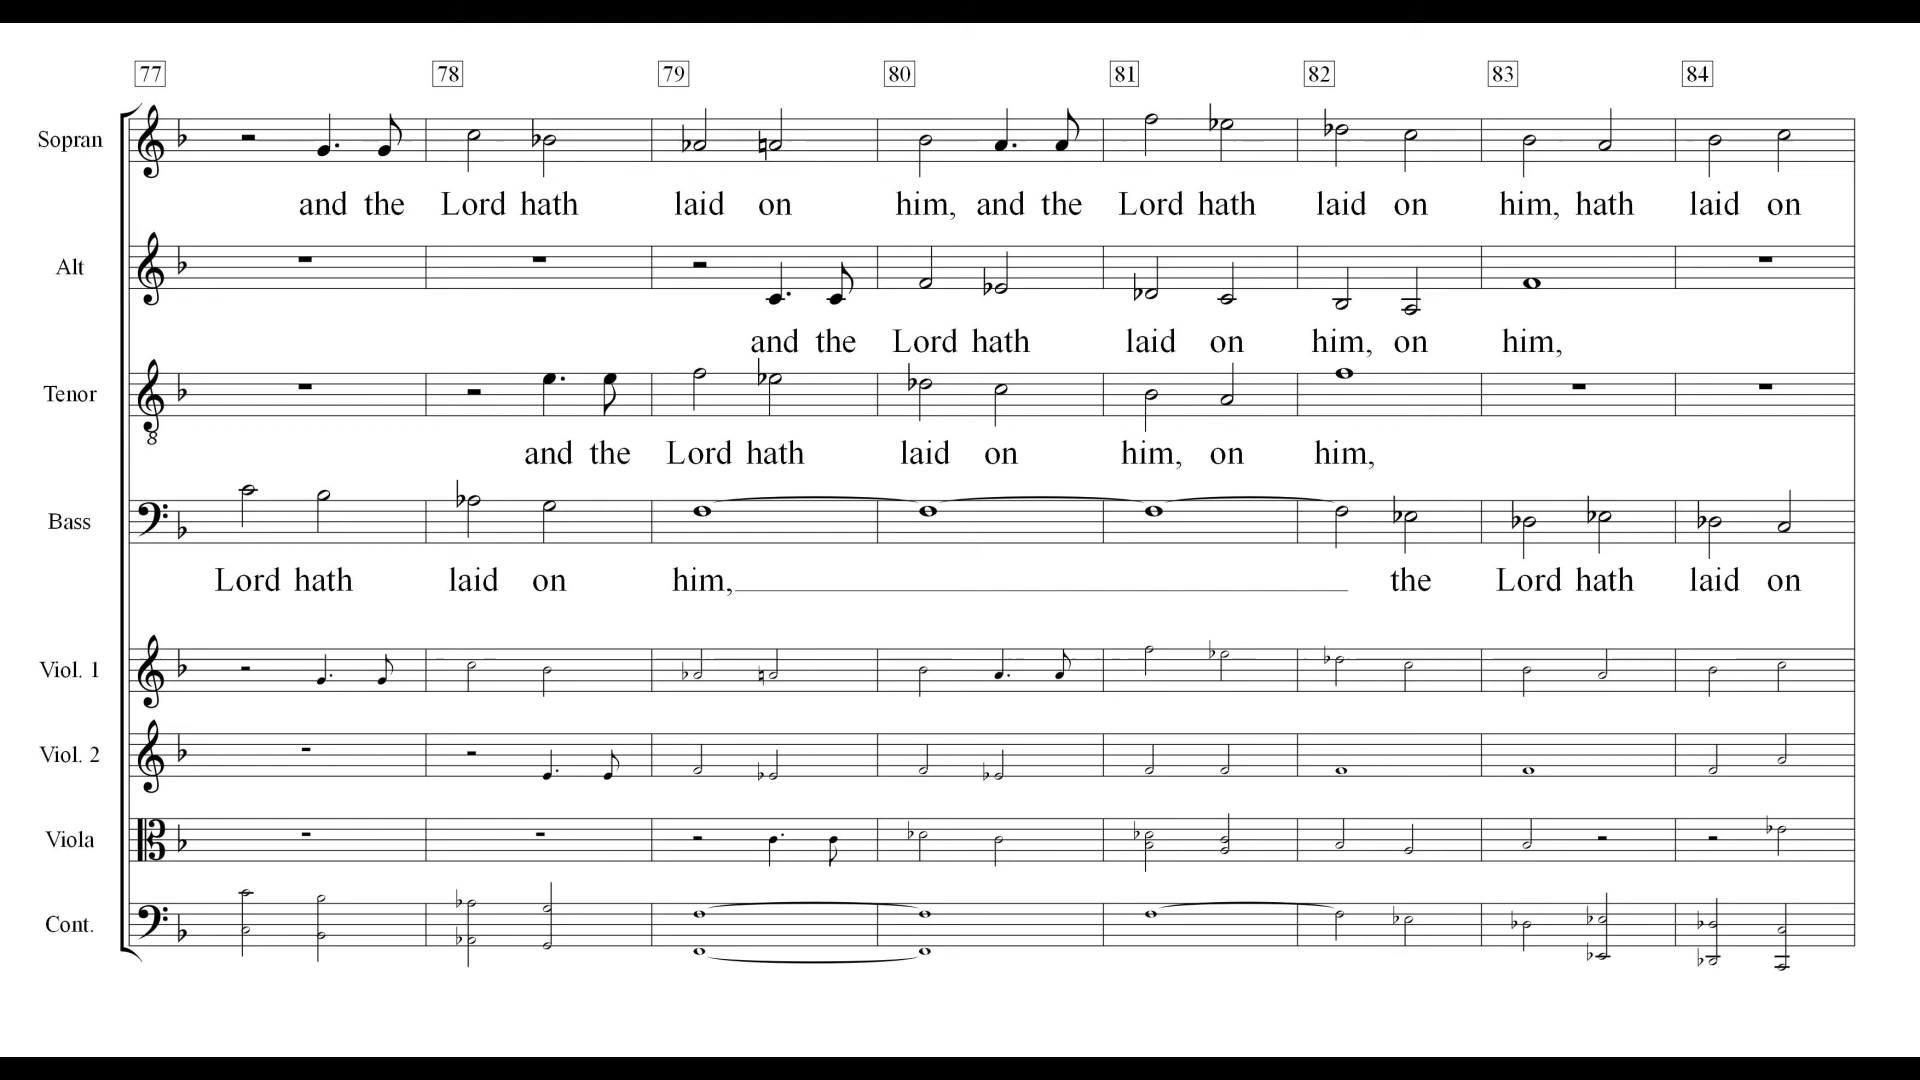 77 78 79 80 81 82 83 84
Sopran
and the Lord hath laid on him, and the Lord hath laid on him, hath laid on
Alt
and the Lord hath laid on him, on him,
Tenor
8
and the Lord hath laid on him, on him,
Bass
Lord hath laid on him, the Lord hath laid on
Viol. 1
Viol. 2
Viola
Cont.